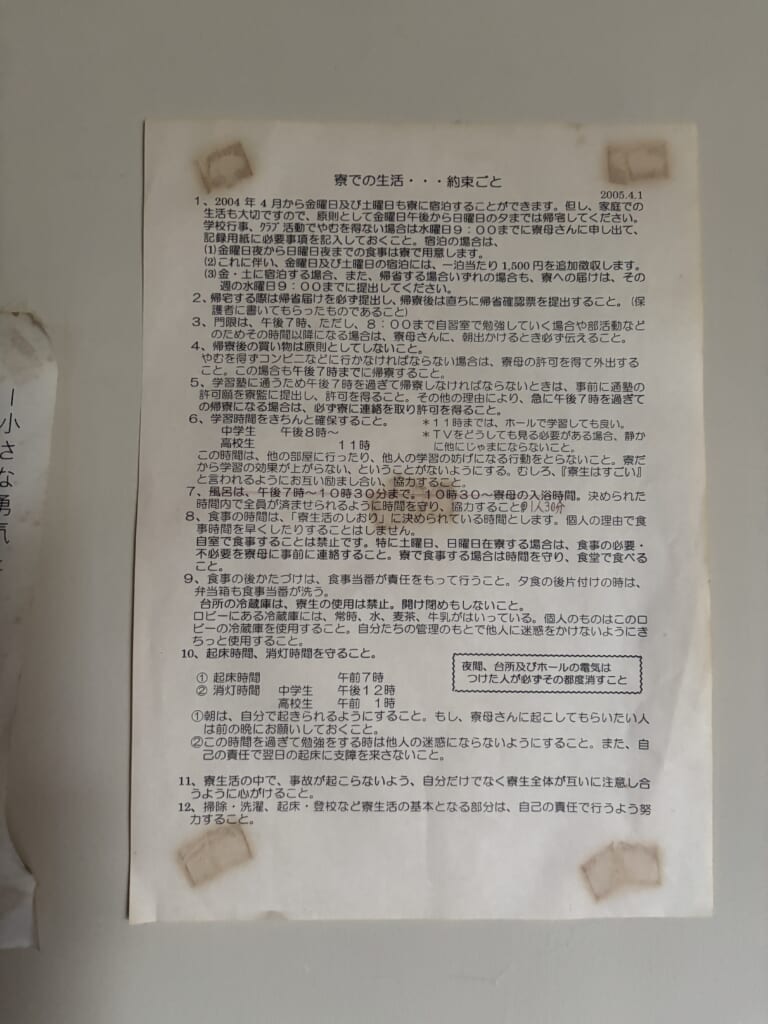 寮での生活・・・約束ごと
2005.4.1
1、2004 年 4 月から金曜日及び土曜日も寮に宿泊することができます。但し、家庭での
生活も大切ですので、原則として金曜日午後から日曜日の夕までは帰宅してください。
学校行事、クラブ活動でやむを得ない場合は水曜日9:00までに寮母さんに申し出て、
記録用紙に必要事項を記入しておくこと。宿泊の場合は、
(1)金曜日夜から日曜日夜までの食事は寮で用意します。
(2)これに伴い、金曜日及び土曜日の宿泊には、一泊当たり 1,500 円を追加徴収します。
(3)金・土に宿泊する場合、また、帰省する場合いずれの場合も、寮への届けは、その
週の水曜日9:00までに提出してください。
2、帰宅する際は帰省届けを必ず提出し、帰寮後は直ちに帰省確認票を提出すること。(保
護者に書いてもらったものであること)
3、門限は、午後7時、ただし、8:00まで自習室で勉強していく場合や部活動など
のためその時間以降になる場合は、寮母さんに、朝出かけるとき必ず伝えること。
4、帰寮後の買い物は原則としてしないこと。
やむを得ずコンビニなどに行かなければならない場合は、寮母の許可を得て外出する
こと。この場合も午後7時までに帰寮すること。
5、学習塾に通うため午後7時を過ぎて帰寮しなければならないときは、事前に通塾の
許可願を寮監に提出し、許可を得ること。その他の理由により、急に午後7時を過ぎて
の帰寮になる場合は、必ず寮に連絡を取り許可を得ること。
6、学習時間をきちんと確保すること。 *11時までは、ホールで学習しても良い。
中学生 午後8時~ *TVをどうしても見る必要がある場合、静か
高校生 11時 に他にじゃまにならないこと。
この時間は、他の部屋に行ったり、他人の学習の妨げになる行動をとらないこと。寮だ
から学習の効果が上がらない、ということがないようにする。むしろ、『寮生はすごい』
と言われるようにお互い励まし合い、協力すること。
7、風呂は、午後7時~10時30分まで。10時30~寮母の入浴時間。決められた
時間内で全員が済ませられるように時間を守り、協力すること 1人30分
8、食事の時間は、「寮生活のしおり」に決められている時間とします。個人の理由で食
事時間を早くしたりすることはしません。
自室で食事することは禁止です。特に土曜日、日曜日在寮する場合は、食事の必要・
不必要を寮母に事前に連絡すること。寮で食事する場合は時間を守り、食堂で食べる
こと。
9、食事の後かたづけは、食事当番が責任をもって行うこと。夕食の後片付けの時は、
弁当箱も食事当番が洗う。
台所の冷蔵庫は、寮生の使用は禁止。開け閉めもしないこと。
ロビーにある冷蔵庫には、常時、水、麦茶、牛乳がはいっている。個人のものはこのロ
ビーの冷蔵庫を使用すること。自分たちの管理のもとで他人に迷惑をかけないようにき
ちっと使用すること。
10、起床時間、消灯時間を守ること。
夜間、台所及びホールの電気は
つけた人が必ずその都度消すこと
① 起床時間 午前7時
② 消灯時間 中学生 午後12時
高校生 午前 1時
①朝は、自分で起きられるようにすること。もし、寮母さんに起こしてもらいたい人
は前の晩にお願いしておくこと。
②この時間を過ぎて勉強をする時は他人の迷惑にならないようにすること。また、自
己の責任で翌日の起床に支障を来さないこと。
11、寮生活の中で、事故が起こらないよう、自分だけでなく寮生全体が互いに注意し合
うように心がけること。
12、掃除・洗濯、起床・登校など寮生活の基本となる部分は、自己の責任で行うよう努
力すること。
ー小さな勇気